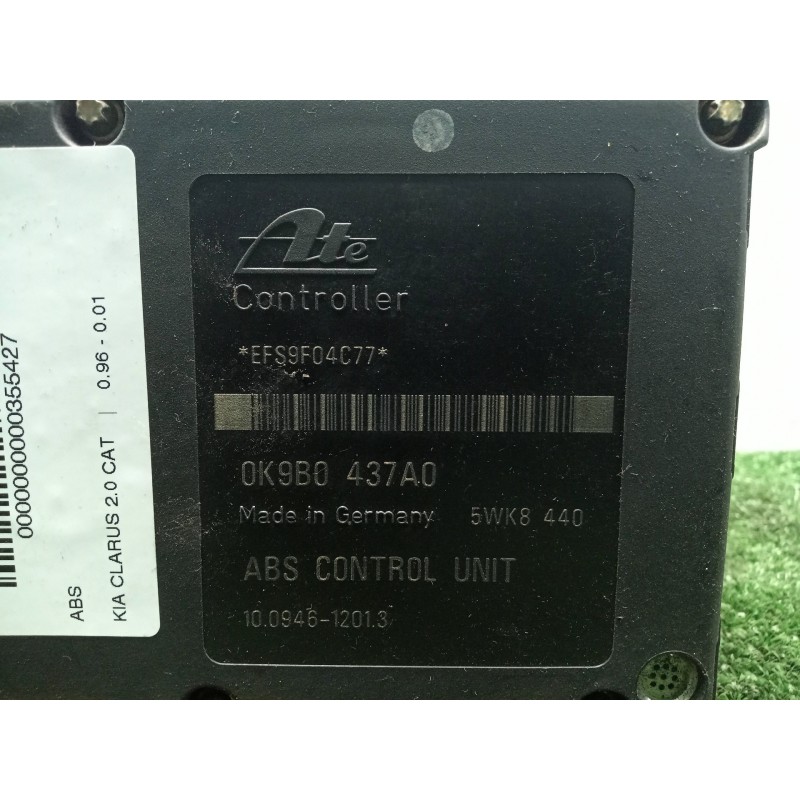 Ate
Controller
*EFS9F04C77*
0K9B0 437A0
Made in Germany 5WK8 440
ABS CONTROL UNIT
10.0946-1201.3
000000000000355427
ABS
KIA CLARUS 2.0 CAT | 0.96 - 0.01